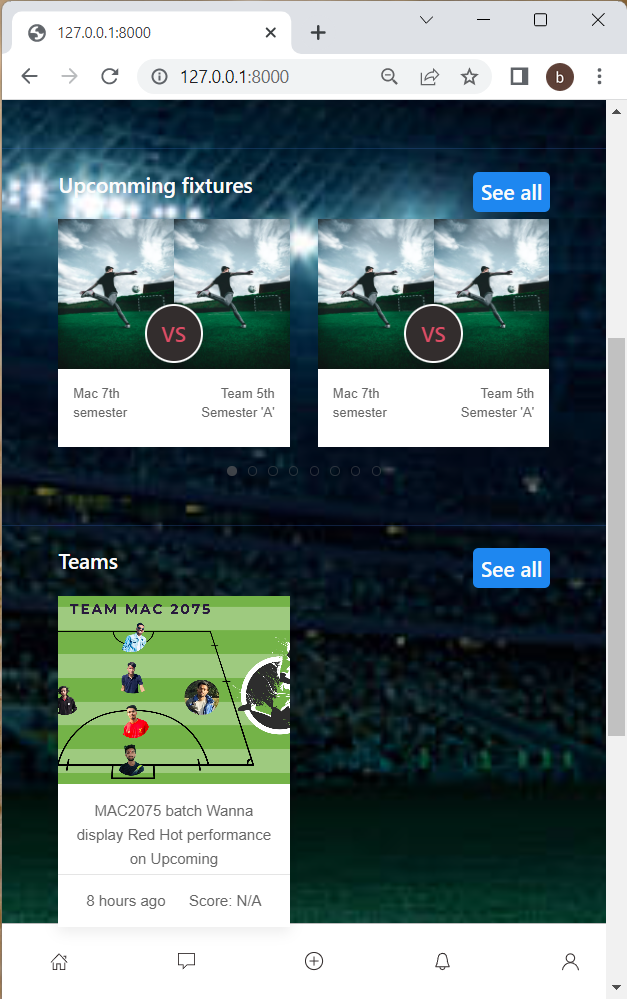 127.0.0.1:8000
127.0.0.1:8000
b
Upcomming fixtures
See all
VS
VS
Mac 7th
semester
Team 5th
Semester 'A'
Mac 7th
semester
Team 5th
Semester 'A'
Teams
See all
TEAM MAC 2075
MAC2075 batch Wanna
display Red Hot performance
on Upcoming
8 hours ago Score: N/A